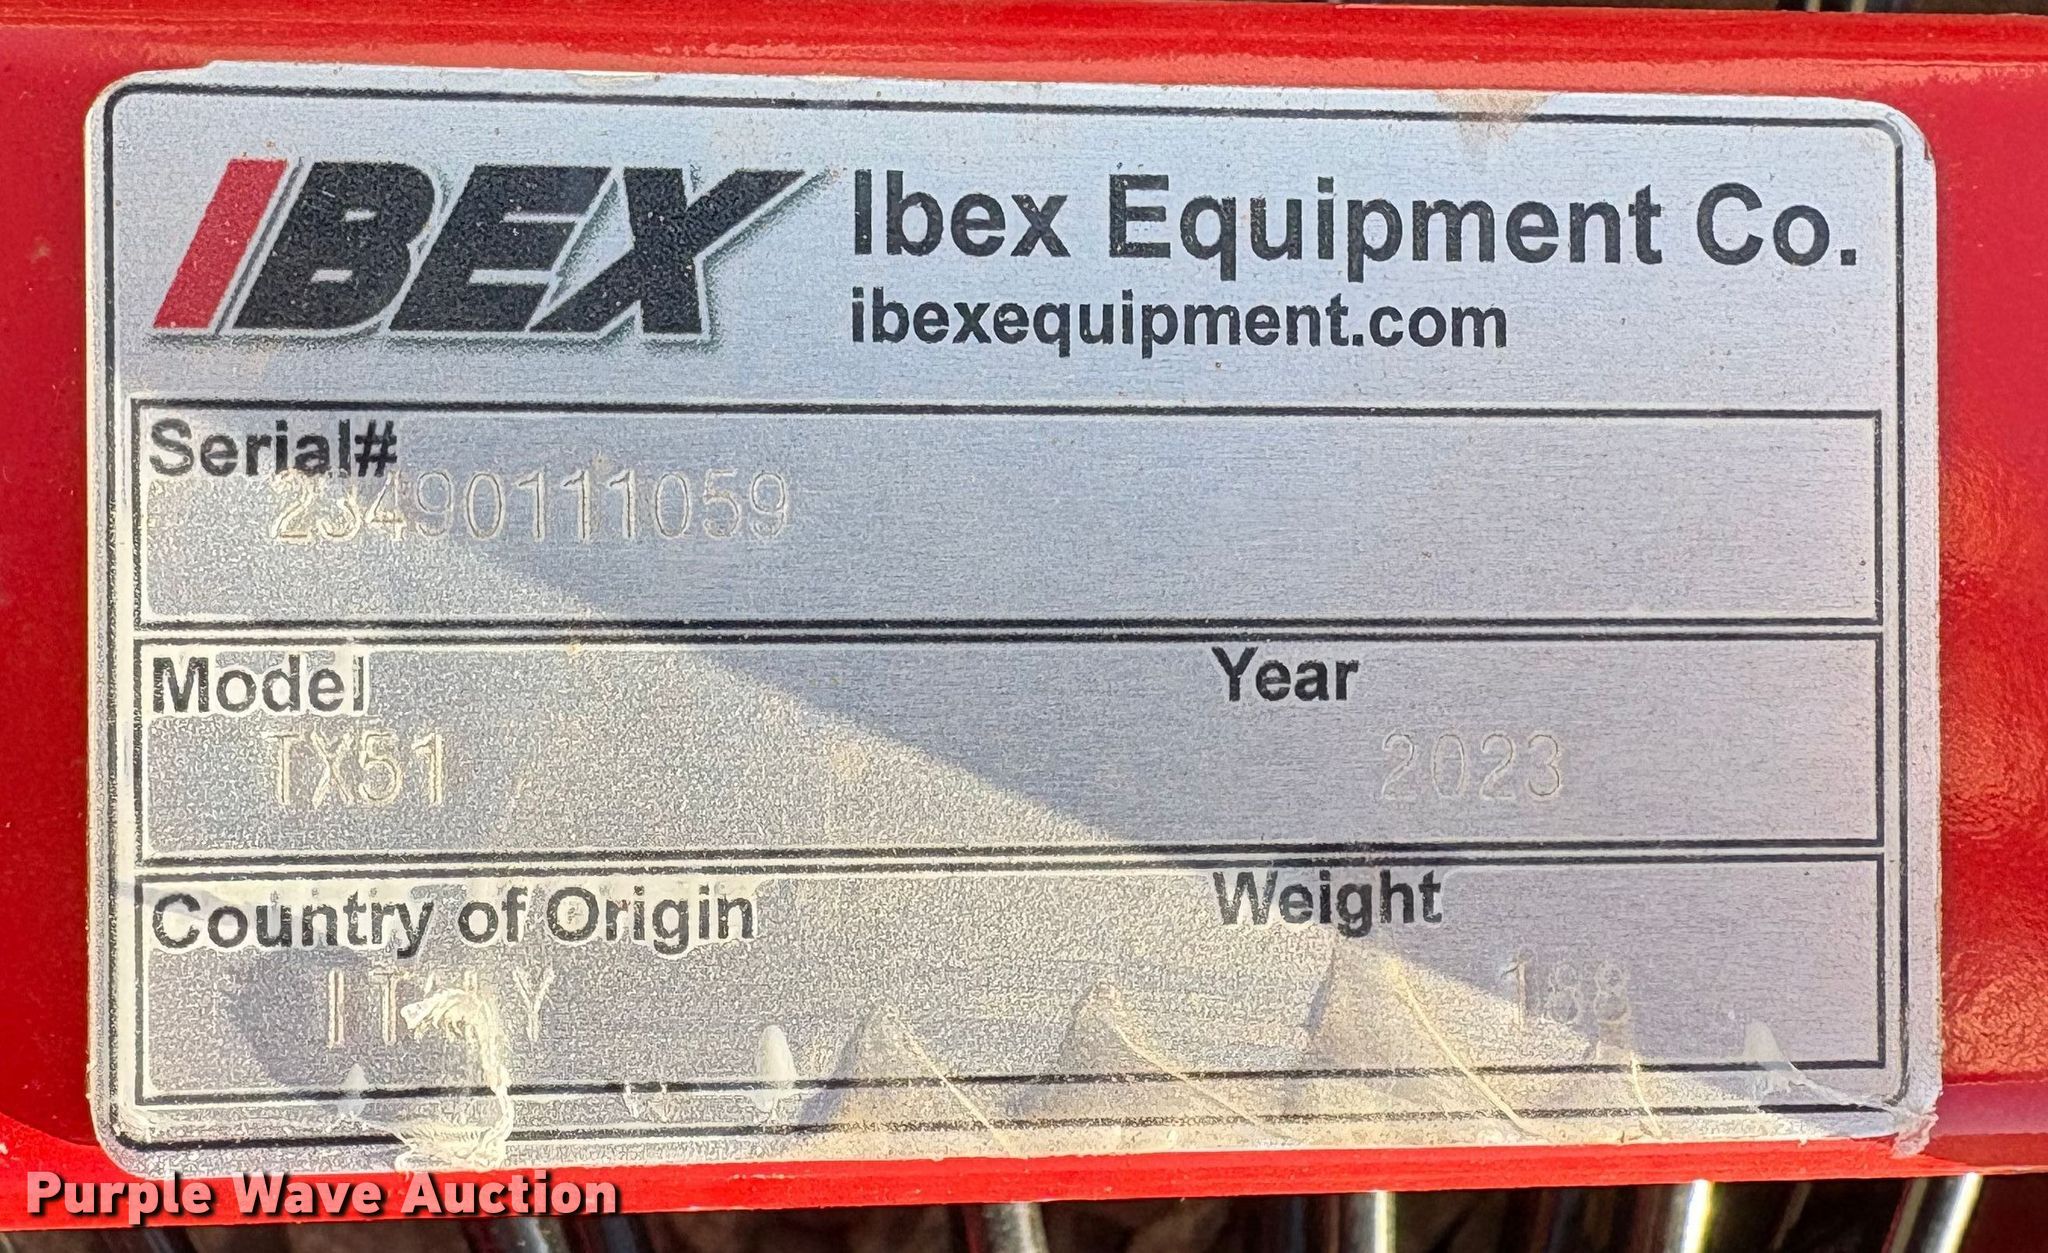 IBEX Ibex Equipment Co.
ibexequipment.com
Serial#
23490111059
Model
TX51
Year
2023
Country of Origin
ITALY
Weight
188
Purple Wave Auction